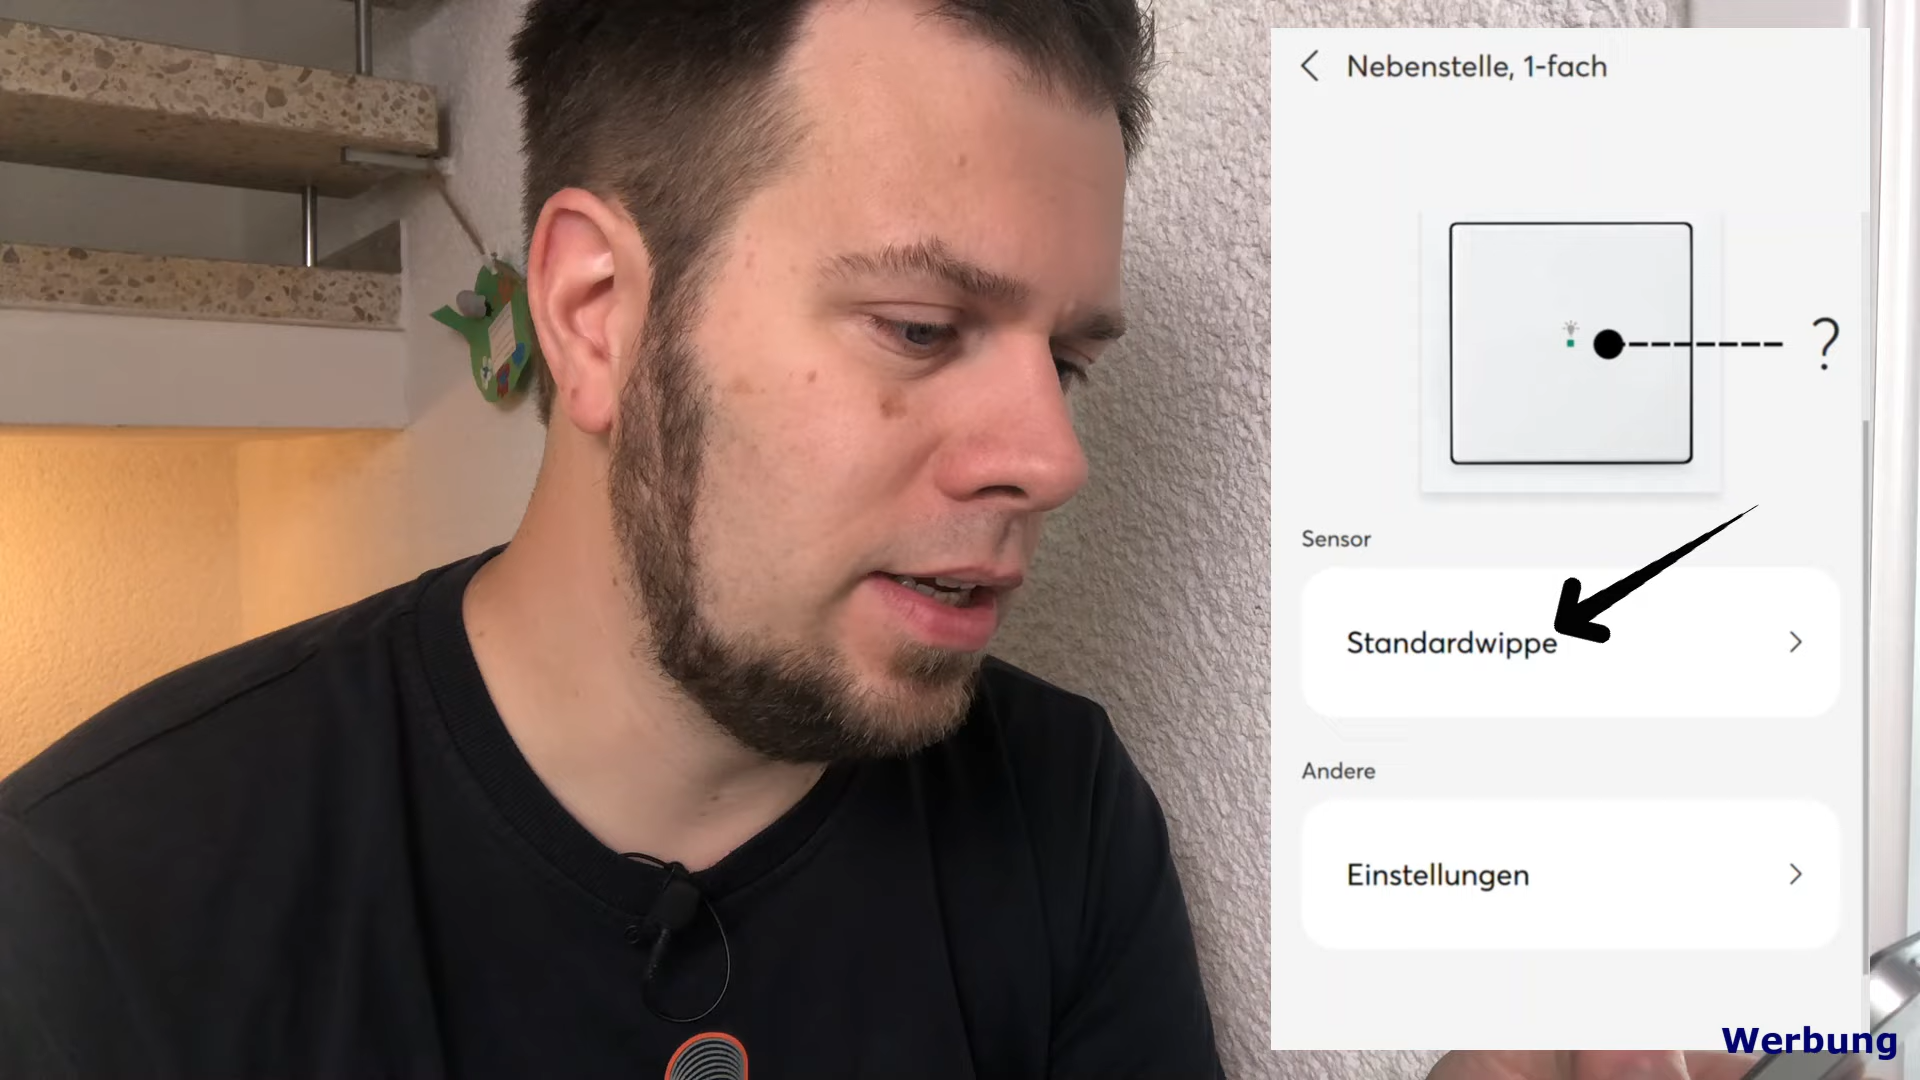 Nebenstelle, 1-fach
?
Sensor
Standardwippe
Andere
Einstellungen
Werbung